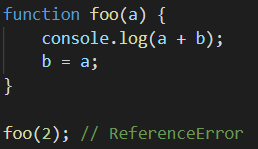 function foo(a) {
    console.log(a + b);
    b = a;
}

foo(2); // ReferenceError